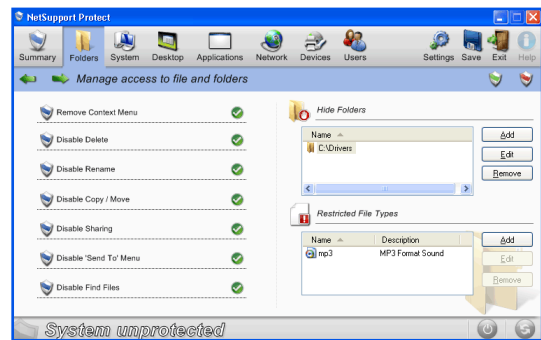 NetSupport Protect
Summary Folders System Desktop Applications Network Devices Users Settings Save Exit Help
Manage access to file and folders
Remove Context Menu
Disable Delete
Disable Rename
Disable Copy / Move
Disable Sharing
Disable 'Send To' Menu
Disable Find Files
Hide Folders
Name
C:\Drivers
Add
Edit
Remove
Restricted File Types
Name Description
mp3 MP3 Format Sound
Add
Edit
Remove
System unprotected